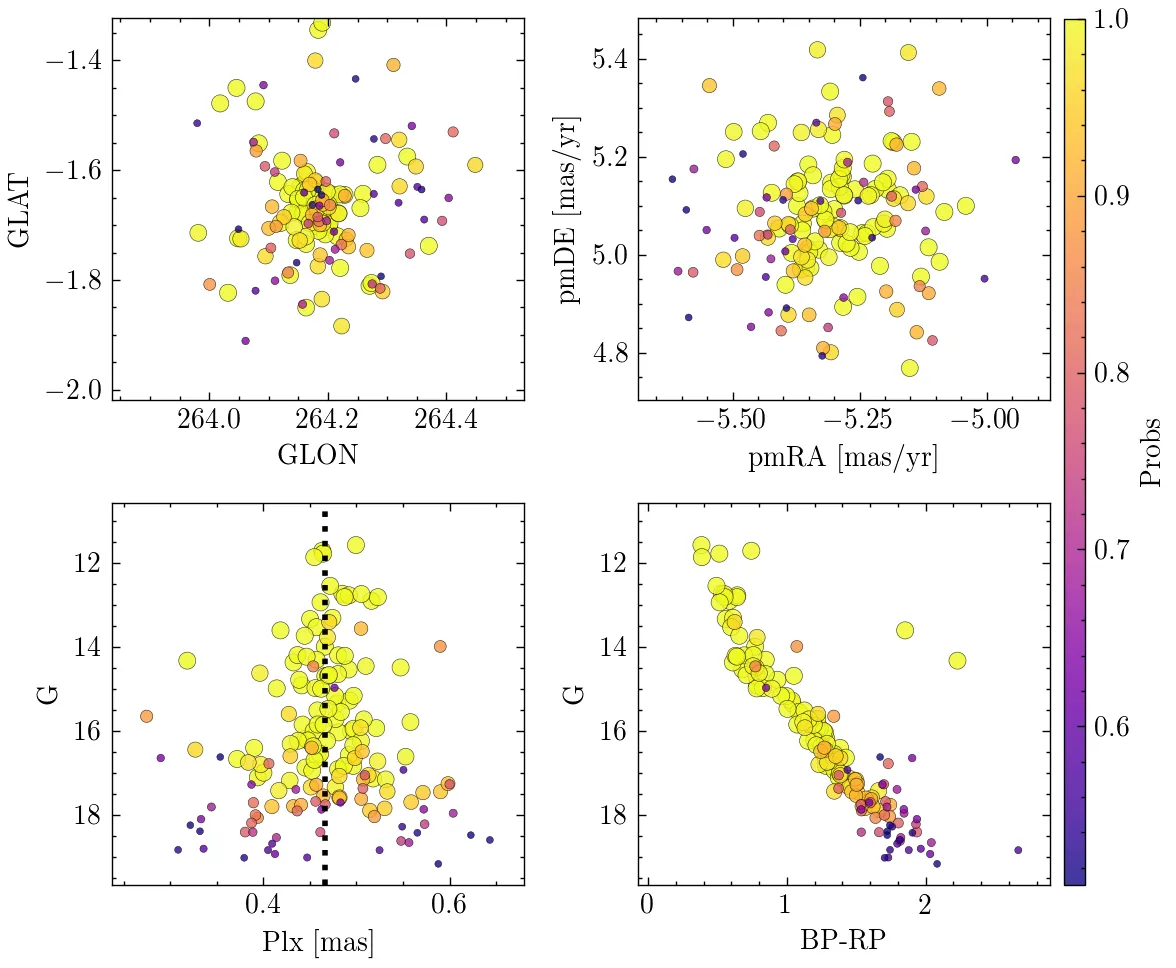 −1.4
−1.6
−1.8
−2.0
GLAT
264.0 264.2 264.4
GLON
5.4
5.2
5.0
4.8
pmDE [mas/yr]
−5.50 −5.25 −5.00
pmRA [mas/yr]
12
14
16
18
G
0.4 0.6
Plx [mas]
12
14
16
18
G
0 1 2
BP-RP
1.0
0.9
0.8
0.7
0.6
Probs